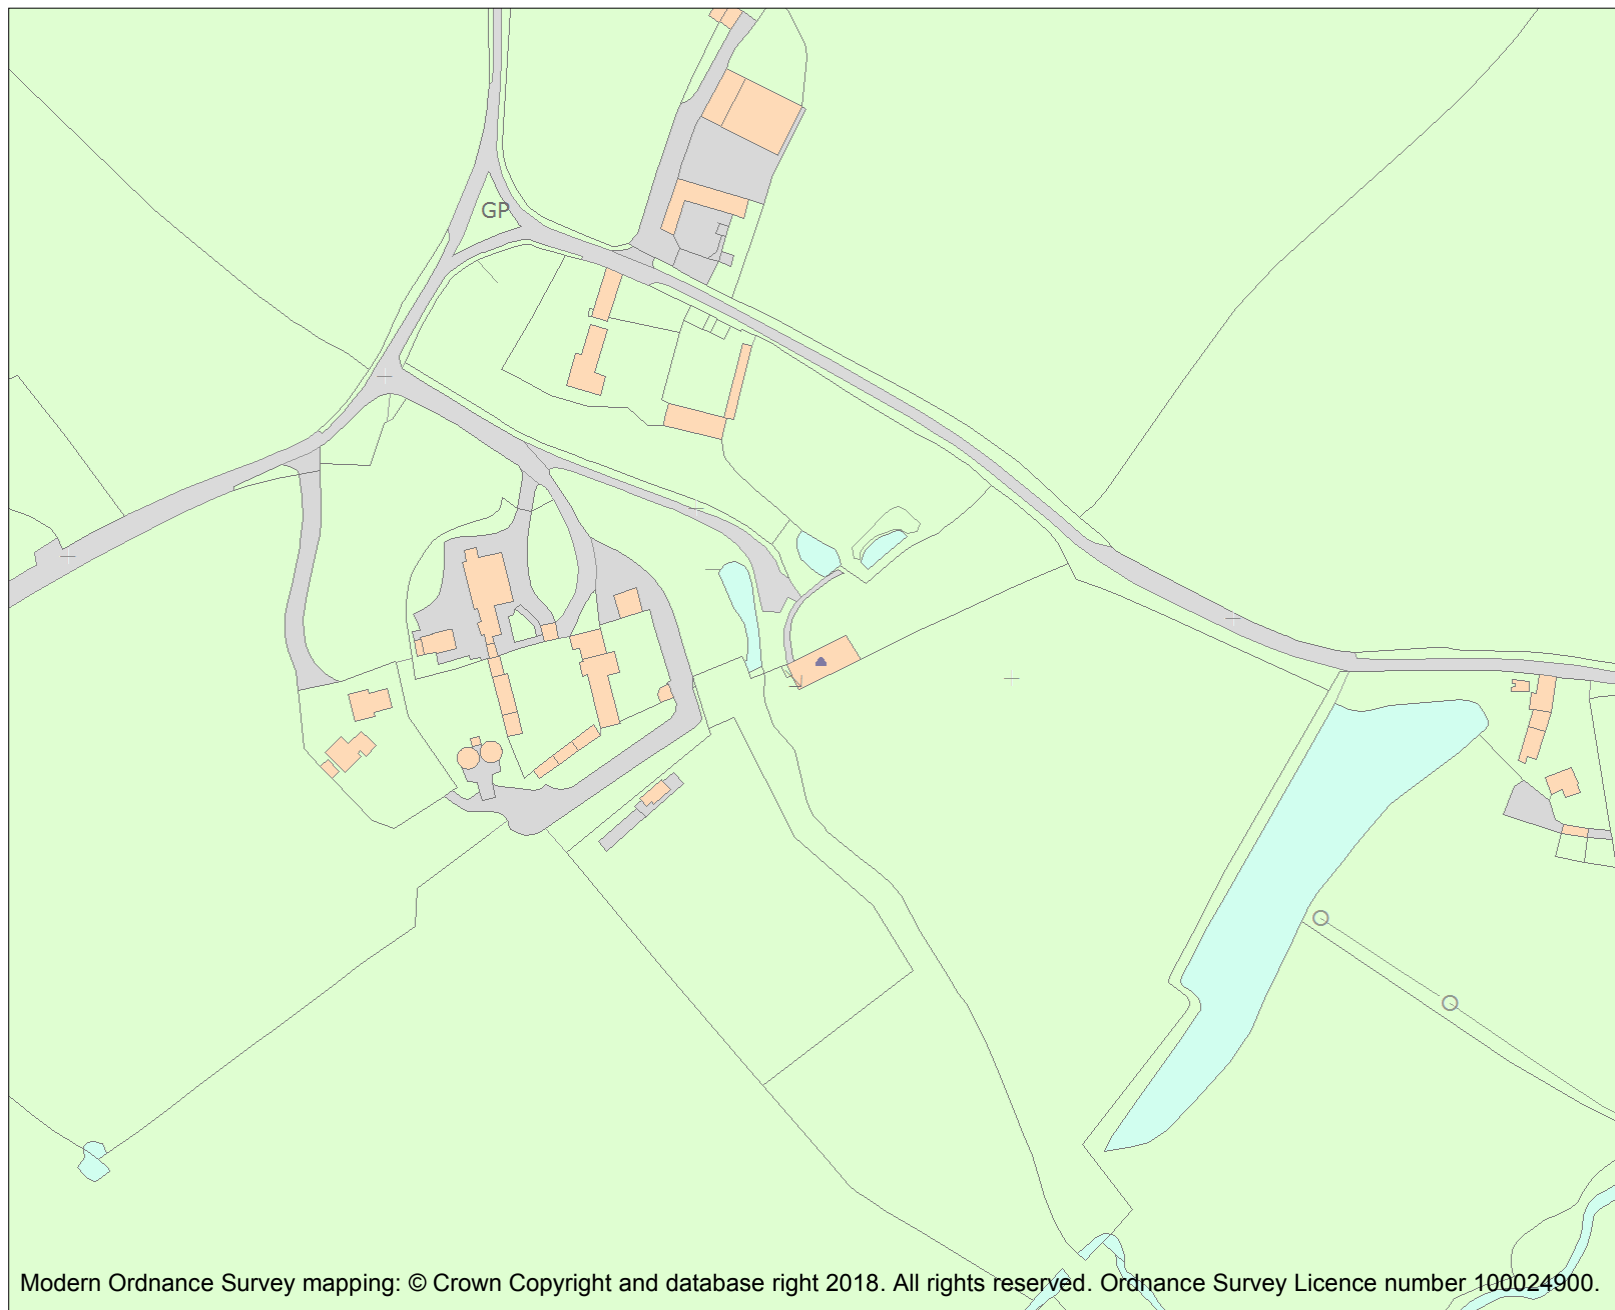 GP
Modern Ordnance Survey mapping: © Crown Copyright and database right 2018. All rights reserved. Ordnance Survey Licence number 100024900.